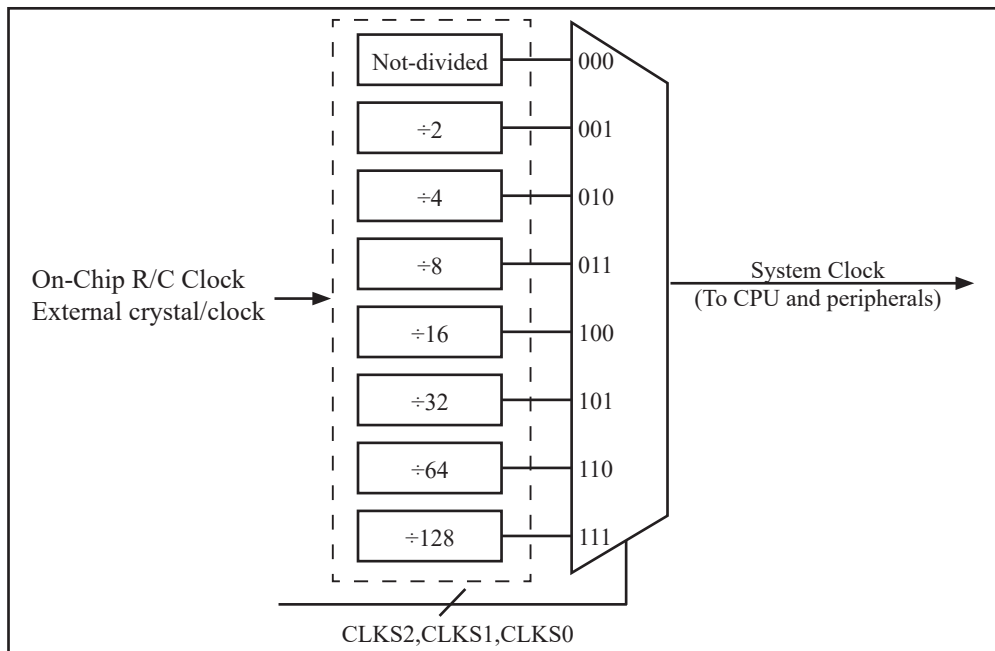 Not-divided
000
÷2
001
÷4
010
÷8
011
On-Chip R/C Clock
External crystal/clock
System Clock
(To CPU and peripherals)
÷16
100
÷32
101
÷64
110
÷128
111
CLKS2,CLKS1,CLKS0